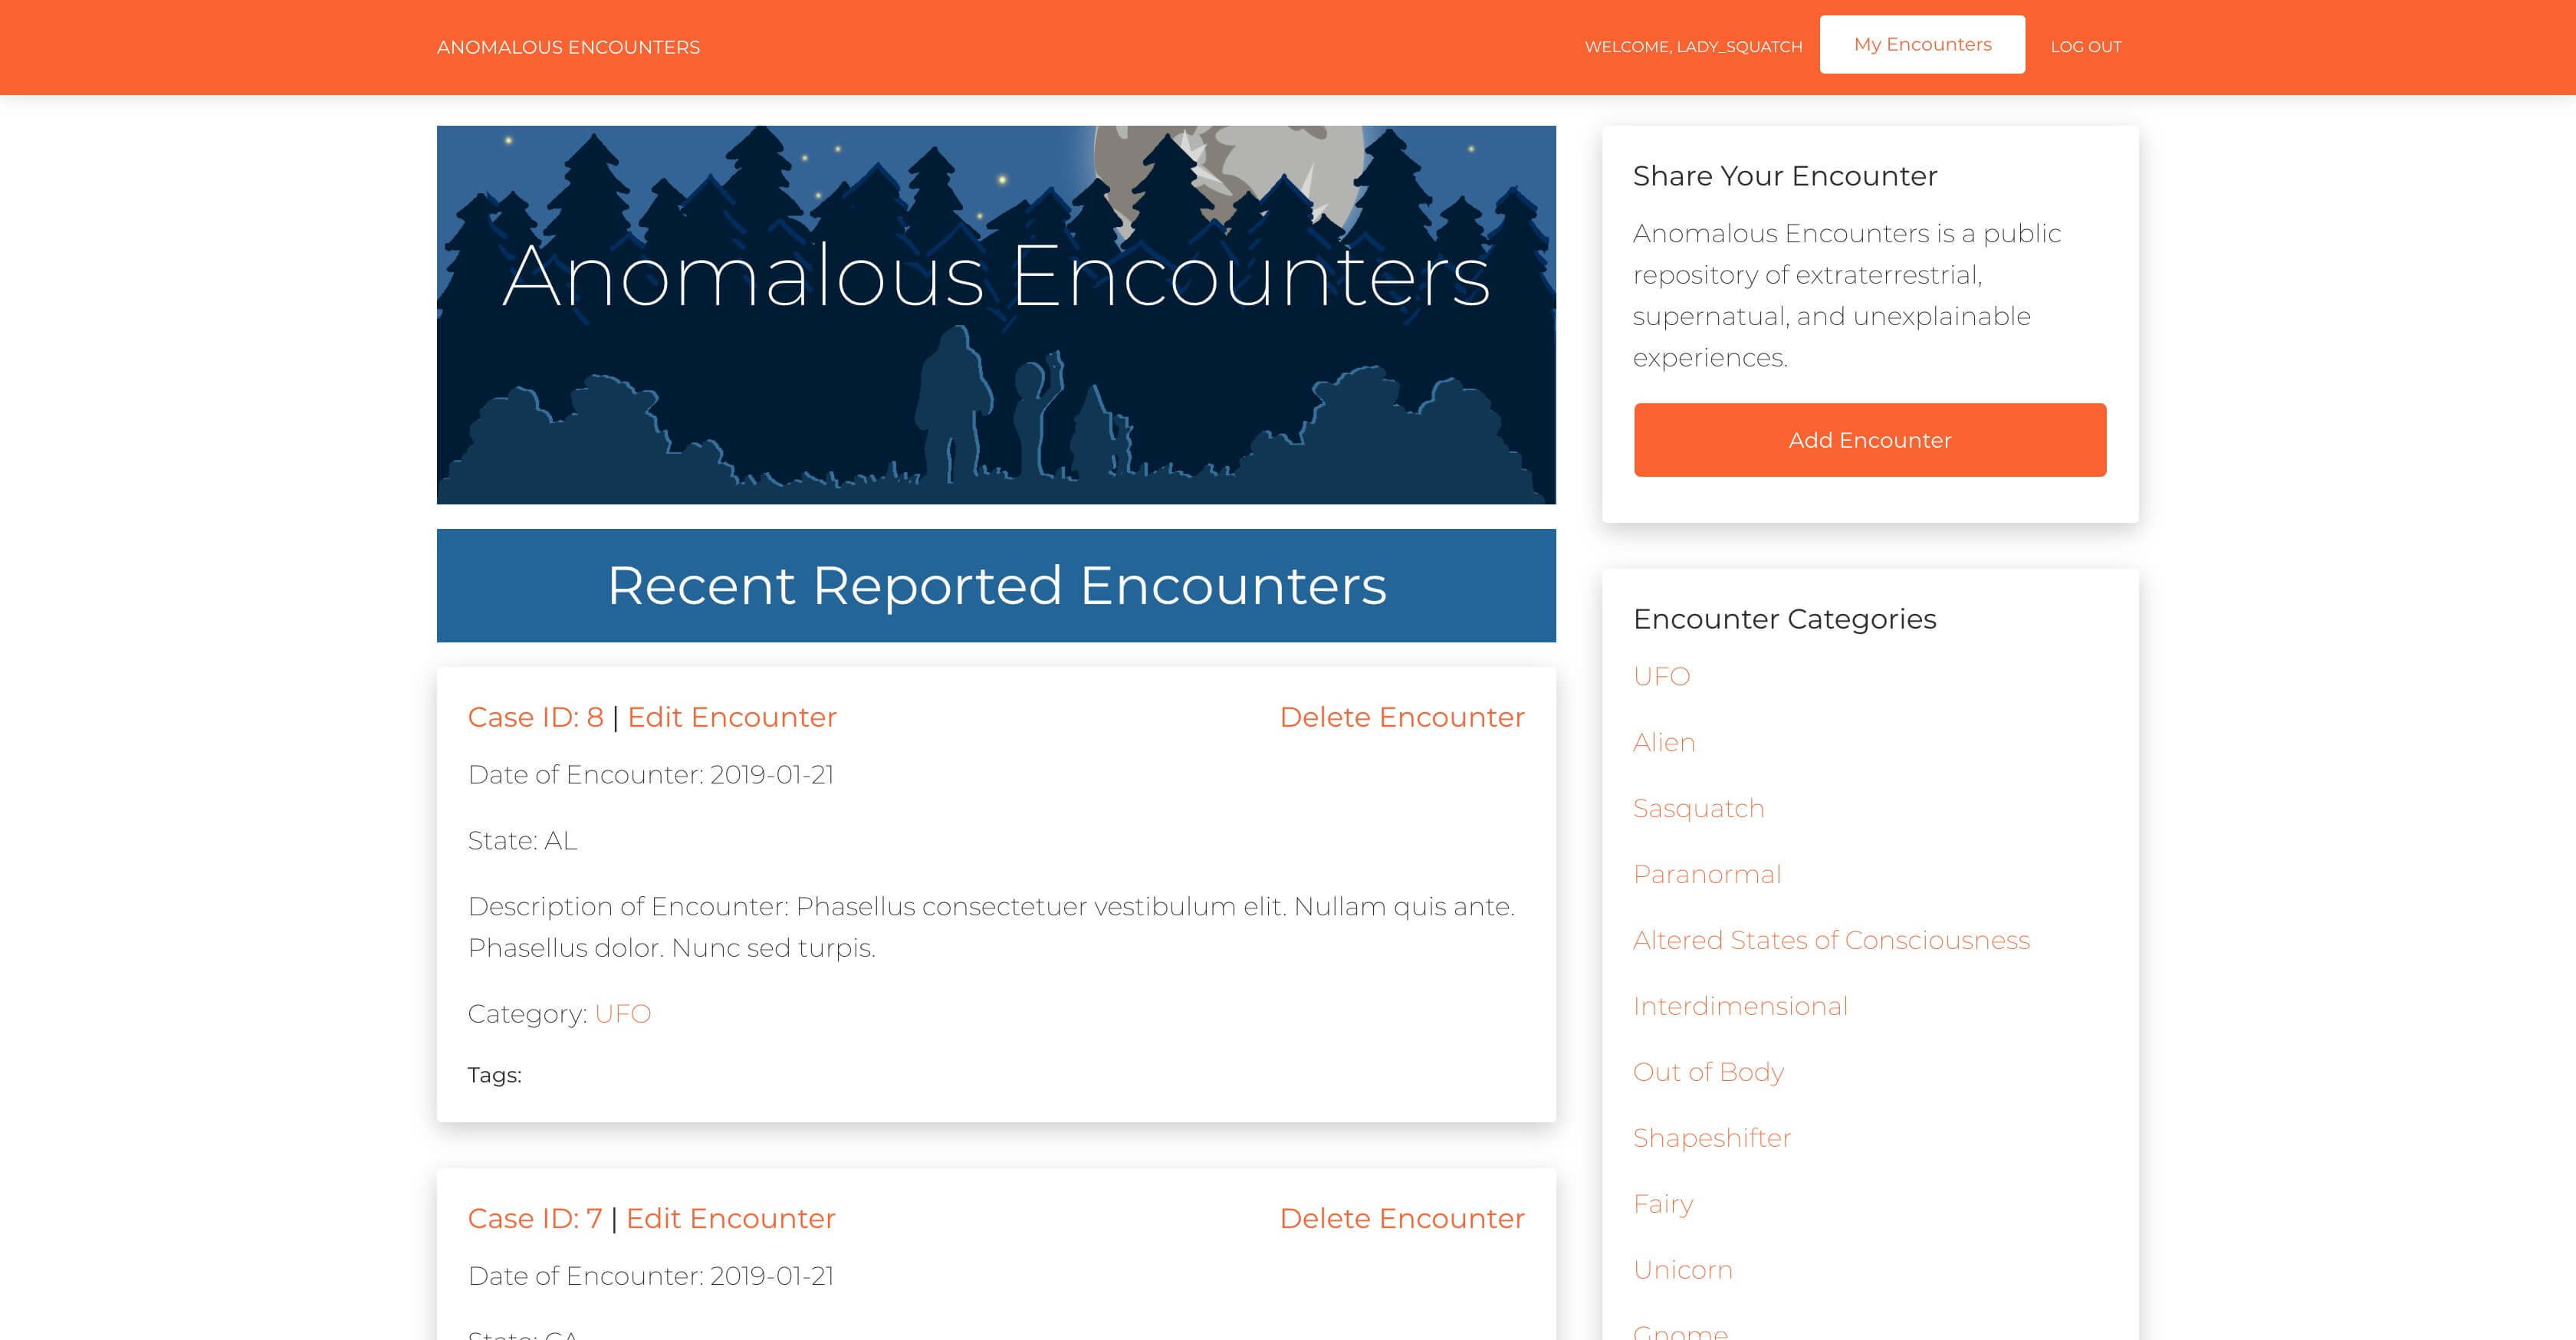 ANOMALOUS ENCOUNTERS
WELCOME, LADY_SQUATCH
My Encounters
LOG OUT
Anomalous Encounters
Recent Reported Encounters
Case ID: 8 | Edit Encounter
Delete Encounter
Date of Encounter: 2019-01-21
State: AL
Description of Encounter: Phasellus consectetuer vestibulum elit. Nullam quis ante.
Phasellus dolor. Nunc sed turpis.
Category: UFO
Tags:
Case ID: 7 | Edit Encounter
Delete Encounter
Date of Encounter: 2019-01-21
State: CA
Share Your Encounter
Anomalous Encounters is a public
repository of extraterrestrial,
supernatual, and unexplainable
experiences.
Add Encounter
Encounter Categories
UFO
Alien
Sasquatch
Paranormal
Altered States of Consciousness
Interdimensional
Out of Body
Shapeshifter
Fairy
Unicorn
Gnome